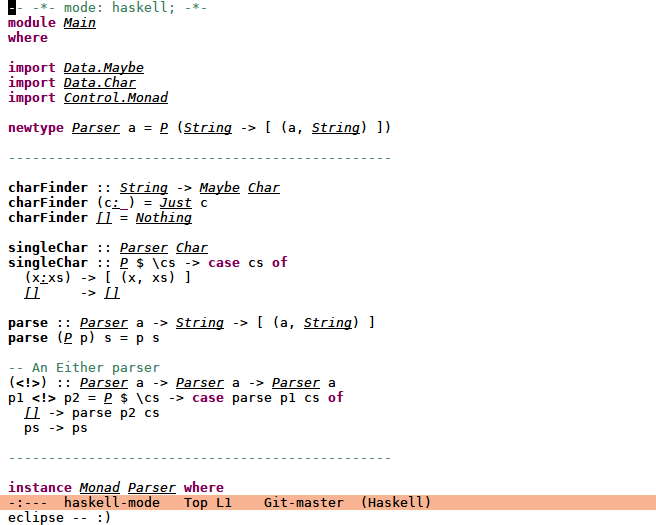 -- -*- mode: haskell; -*-
module Main
where
import Data.Maybe
import Data.Char
import Control.Monad
newtype Parser a = P (String -> [ (a, String) ])
------------------------------------------------
charFinder :: String -> Maybe Char
charFinder (c:_) = Just c
charFinder [] = Nothing
singleChar :: Parser Char
singleChar :: P $ \cs -> case cs of
  (x:xs) -> [ (x, xs) ]
  []     -> []
parse :: Parser a -> String -> [ (a, String) ]
parse (P p) s = p s
-- An Either parser
(<!>) :: Parser a -> Parser a -> Parser a
p1 <!> p2 = P $ \cs -> case parse p1 cs of
  [] -> parse p2 cs
  ps -> ps
------------------------------------------------
instance Monad Parser where
-:---  haskell-mode   Top L1    Git-master  (Haskell)
eclipse -- :)